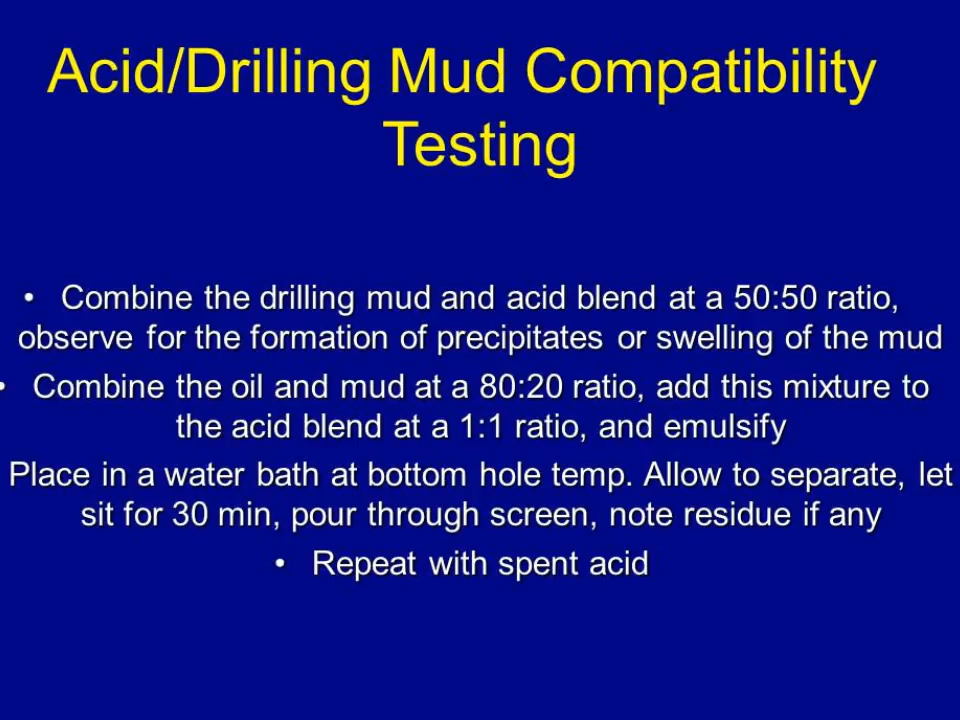 Acid/Drilling Mud Compatibility
Testing
• Combine the drilling mud and acid blend at a 50:50 ratio,
observe for the formation of precipitates or swelling of the mud
• Combine the oil and mud at a 80:20 ratio, add this mixture to
the acid blend at a 1:1 ratio, and emulsify
Place in a water bath at bottom hole temp. Allow to separate, let
sit for 30 min, pour through screen, note residue if any
• Repeat with spent acid